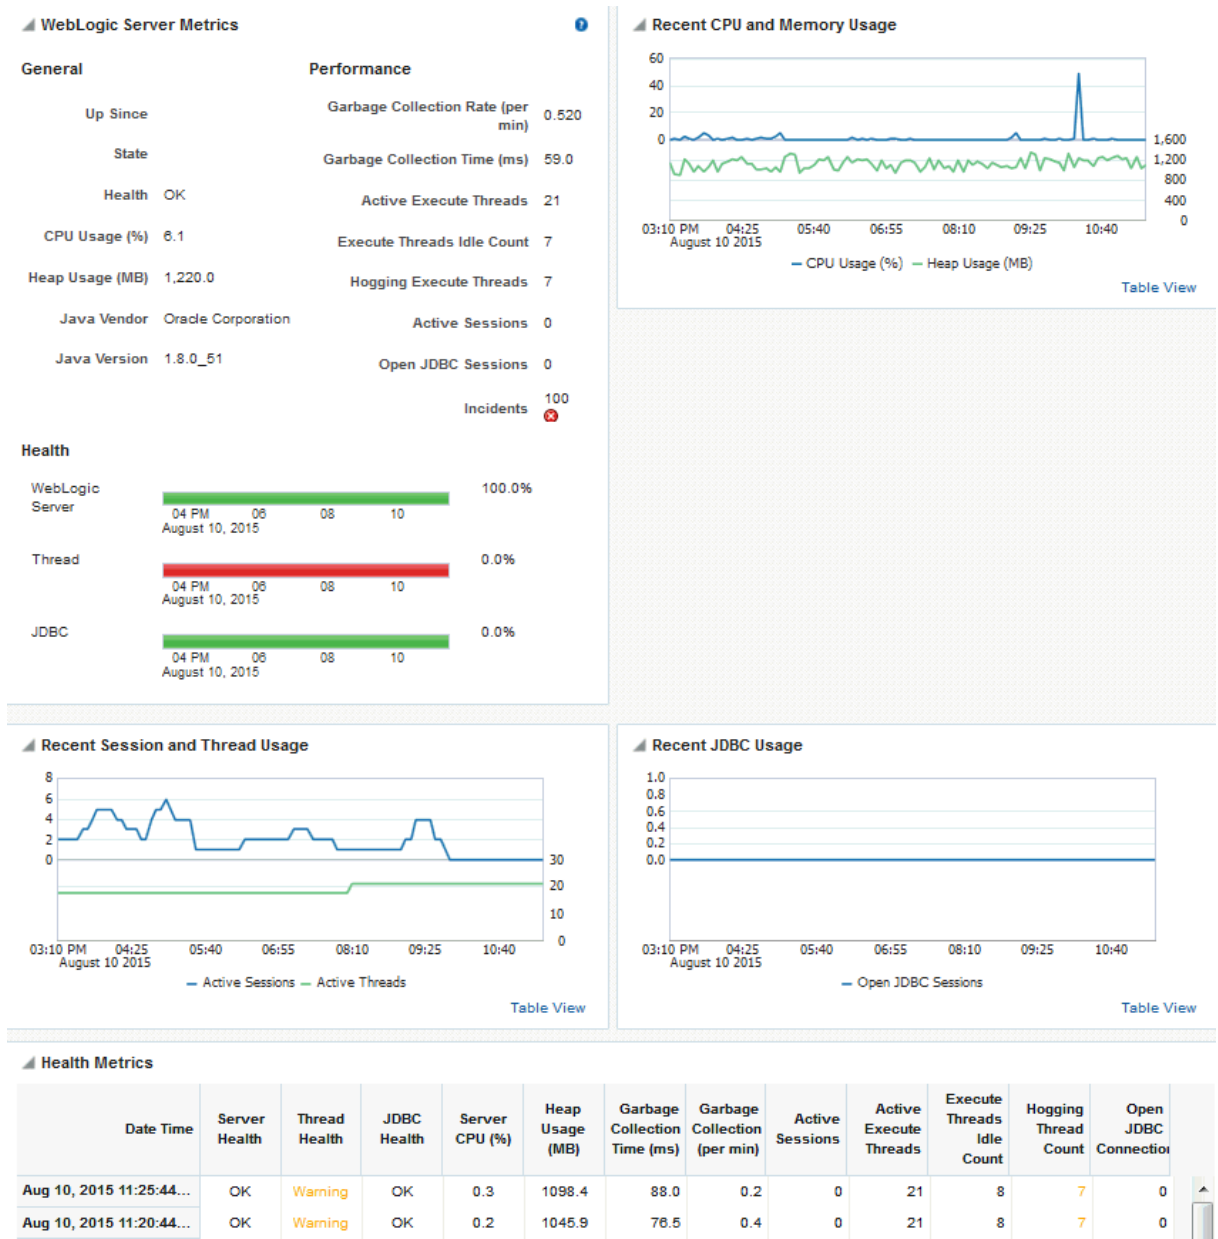 WebLogic Server Metrics
General
Up Since
State
Health OK
CPU Usage (%) 6.1
Heap Usage (MB) 1,220.0
Java Vendor Oracle Corporation
Java Version 1.8.0_51
Performance
Garbage Collection Rate (per
min) 0.520
Garbage Collection Time (ms) 59.0
Active Execute Threads 21
Execute Threads Idle Count 7
Hogging Execute Threads 7
Active Sessions 0
Open JDBC Sessions 0
Incidents 100
Health
WebLogic
Server
100.0%
04 PM 06 08 10
August 10, 2015
Thread 0.0%
04 PM 06 08 10
August 10, 2015
JDBC 0.0%
04 PM 06 08 10
August 10, 2015
Recent CPU and Memory Usage
60
40
20
0
1,600
1,200
800
400
0
03:10 PM 04:25 05:40 06:55 08:10 09:25 10:40
August 10 2015
CPU Usage (%) Heap Usage (MB)
Table View
Recent Session and Thread Usage
8
6
4
2
0
30
20
10
0
03:10 PM 04:25 05:40 06:55 08:10 09:25 10:40
August 10 2015
Active Sessions Active Threads
Table View
Recent JDBC Usage
1.0
0.8
0.6
0.4
0.2
0.0
03:10 PM 04:25 05:40 06:55 08:10 09:25 10:40
August 10 2015
Open JDBC Sessions
Table View
Health Metrics
Date Time
Server
Health
Thread
Health
JDBC
Health
Server
CPU (%)
Heap
Usage
(MB)
Garbage
Collection
Time (ms)
Garbage
Collection
(per min)
Active
Sessions
Active
Execute
Threads
Execute
Threads
Idle
Count
Hogging
Thread
Count
Open
JDBC
Connection
Aug 10, 2015 11:25:44... OK Warning OK 0.3 1098.4 88.0 0.2 0 21 8 7 0
Aug 10, 2015 11:20:44... OK Warning OK 0.2 1045.9 76.5 0.4 0 21 8 7 0